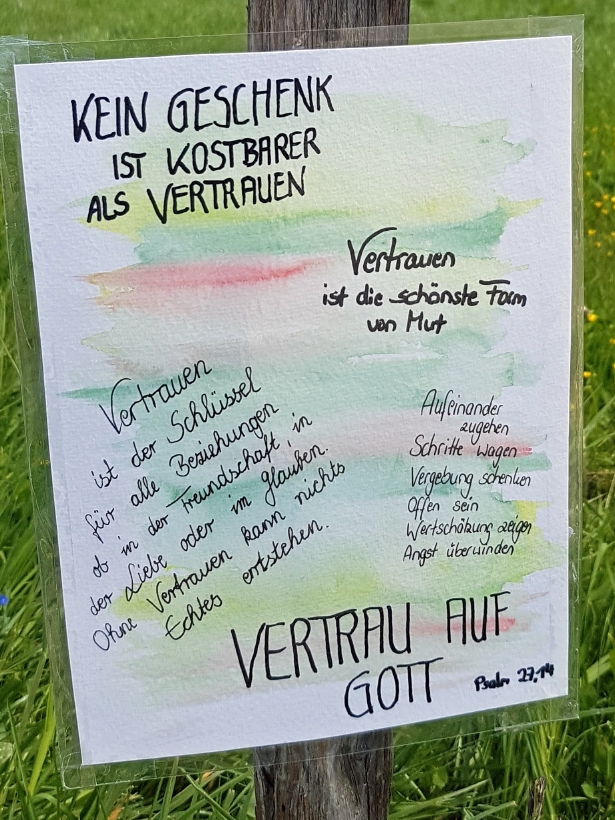 KEIN GESCHENK
IST KOSTBARER
ALS VERTRAUEN
Vertrauen
ist die schönste Form
von Mut
Vertrauen
ist der Schlüssel
für alle Beziehungen
ob in der Freundschaft, in
der Liebe oder im Glauben.
Ohne Vertrauen kann nichts
Echtes entstehen.
Aufeinander
zugehen
Schritte wagen
Vergebung schenken
Offen sein
Wertschätzung zeigen
Angst überwinden
VERTRAU AUF
GOTT
Psalm 27,14